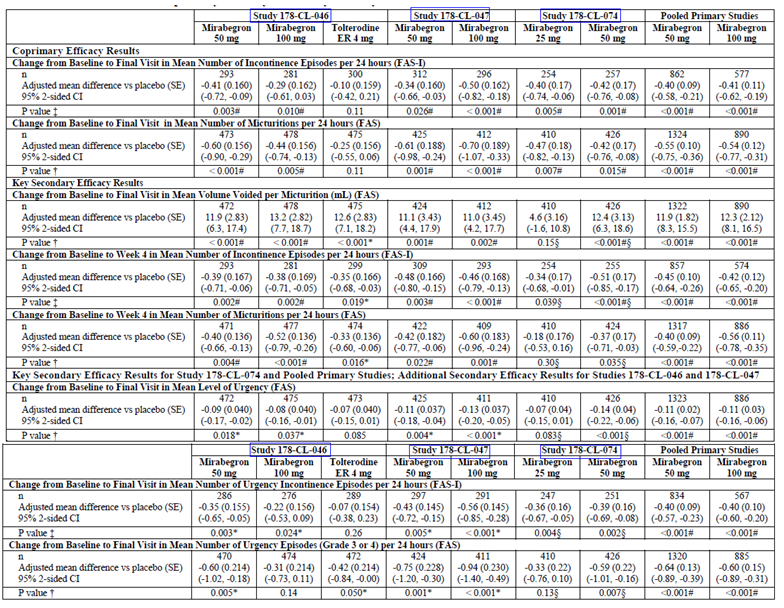 Study 178-CL-046 Study 178-CL-047 Study 178-CL-074 Pooled Primary Studies
Mirabegron 50 mg Mirabegron 100 mg Tolterodine ER 4 mg Mirabegron 50 mg Mirabegron 100 mg Mirabegron 25 mg Mirabegron 50 mg Mirabegron 50 mg Mirabegron 100 mg
Coprimary Efficacy Results
Change from Baseline to Final Visit in Mean Number of Incontinence Episodes per 24 hours (FAS-I)
n 293 281 300 312 296 254 257 862 577
Adjusted mean difference vs placebo (SE) -0.41 (0.160) -0.29 (0.162) -0.10 (0.159) -0.34 (0.160) -0.50 (0.162) -0.40 (0.17) -0.42 (0.17) -0.40 (0.09) -0.41 (0.11)
95% 2-sided CI (-0.72, -0.09) (-0.61, 0.03) (-0.42, 0.21) (-0.66, -0.03) (-0.82, -0.18) (-0.74, -0.06) (-0.76, -0.08) (-0.58, -0.21) (-0.62, -0.19)
P value ‡ 0.003# 0.010# 0.11 0.026# < 0.001# 0.005# 0.001# <0.001# <0.001#
Change from Baseline to Final Visit in Mean Number of Micturitions per 24 hours (FAS)
n 473 478 475 425 412 410 426 1324 890
Adjusted mean difference vs placebo (SE) -0.60 (0.156) -0.44 (0.156) -0.25 (0.156) -0.61 (0.188) -0.70 (0.189) -0.47 (0.18) -0.42 (0.17) -0.55 (0.10) -0.54 (0.12)
95% 2-sided CI (-0.90, -0.29) (-0.74, -0.13) (-0.55, 0.06) (-0.98, -0.24) (-1.07, -0.33) (-0.82, -0.13) (-0.76, -0.08) (-0.75, -0.36) (-0.77, -0.31)
P value † < 0.001# 0.005# 0.11 0.001# < 0.001# 0.007# 0.015# <0.001# <0.001#
Key Secondary Efficacy Results
Change from Baseline to Final Visit in Mean Volume Voided per Micturition (mL) (FAS)
n 472 478 475 424 412 410 426 1322 890
Adjusted mean difference vs placebo (SE) 11.9 (2.83) 13.2 (2.82) 12.6 (2.83) 11.1 (3.43) 11.0 (3.45) 4.6 (3.16) 12.4 (3.13) 11.9 (1.82) 12.3 (2.12)
95% 2-sided CI (6.3, 17.4) (7.7, 18.7) (7.1, 18.2) (4.4, 17.9) (4.2, 17.7) (-1.6, 10.8) (6.3, 18.6) (8.3, 15.5) (8.1, 16.5)
P value † < 0.001# < 0.001# < 0.001* 0.001# 0.002# 0.15§ <0.001#§ <0.001# <0.001#
Change from Baseline to Week 4 in Mean Number of Incontinence Episodes per 24 hours (FAS-I)
n 293 281 299 309 293 254 255 857 574
Adjusted mean difference vs placebo (SE) -0.39 (0.167) -0.38 (0.169) -0.35 (0.166) -0.48 (0.166) -0.46 (0.168) -0.34 (0.17) -0.51 (0.17) -0.45 (0.10) -0.42 (0.12)
95% 2-sided CI (-0.71, -0.06) (-0.71, -0.05) (-0.68, -0.03) (-0.80, -0.15) (-0.79, -0.13) (-0.68, -0.01) (-0.85, -0.17) (-0.64, -0.26) (-0.65, -0.20)
P value ‡ 0.002# 0.002# 0.019* 0.003# < 0.001# 0.039§ <0.001#§ <0.001# <0.001#
Change from Baseline to Week 4 in Mean Number of Micturitions per 24 hours (FAS)
n 471 477 474 422 409 410 424 1317 886
Adjusted mean difference vs placebo (SE) -0.40 (0.136) -0.52 (0.136) -0.33 (0.136) -0.42 (0.182) -0.60 (0.183) -0.18 (0.176) -0.37 (0.17) -0.40 (0.09) -0.56 (0.11)
95% 2-sided CI (-0.66, -0.13) (-0.79, -0.26) (-0.60, -0.06) (-0.77, -0.06) (-0.96, -0.24) (-0.53, 0.16) (-0.71, -0.03) (-0.59,-0.22) (-0.78, -0.35)
P value † 0.004# <0.001# 0.016* 0.022# 0.001# 0.30§ 0.035§ <0.001# <0.001#
Key Secondary Efficacy Results for Study 178-CL-074 and Pooled Primary Studies; Additional Secondary Efficacy Results for Studies 178-CL-046 and 178-CL-047
Change from Baseline to Final Visit in Mean Level of Urgency (FAS)
n 472 475 473 425 411 410 426 1323 886
Adjusted mean difference vs placebo (SE) -0.09 (0.040) -0.08 (0.040) -0.07 (0.040) -0.11 (0.037) -0.13 (0.037) -0.07 (0.04) -0.14 (0.04) -0.11 (0.02) -0.11 (0.03)
95% 2-sided CI (-0.17, -0.02) (-0.16, -0.01) (-0.15, 0.01) (-0.18, -0.04) (-0.20, -0.05) (-0.15, 0.01) (-0.22, -0.06) (-0.16, -0.07) (-0.16, -0.06)
P value † 0.018* 0.037* 0.085 0.004* < 0.001* 0.083§ <0.001§ <0.001# <0.001#
Study 178-CL-046 Study 178-CL-047 Study 178-CL-074 Pooled Primary Studies
Mirabegron 50 mg Mirabegron 100 mg Tolterodine ER 4 mg Mirabegron 50 mg Mirabegron 100 mg Mirabegron 25 mg Mirabegron 50 mg Mirabegron 50 mg Mirabegron 100 mg
Change from Baseline to Final Visit in Mean Number of Urgency Incontinence Episodes per 24 hours (FAS-I)
n 286 276 289 297 291 247 251 834 567
Adjusted mean difference vs placebo (SE) -0.35 (0.155) -0.22 (0.156) -0.07 (0.154) -0.43 (0.145) -0.56 (0.145) -0.36 (0.16) -0.39 (0.16) -0.40 (0.09) -0.40 (0.10)
95% 2-sided CI (-0.65, -0.05) (-0.53, 0.09) (-0.38, 0.23) (-0.72, -0.15) (-0.85, -0.28) (-0.67, -0.05) (-0.69, -0.08) (-0.57, -0.23) (-0.60, -0.20)
P value ‡ 0.003* 0.024* 0.26 0.005* <0.001* 0.004§ 0.002§ <0.001# <0.001#
Change from Baseline to Final Visit in Mean Number of Urgency Episodes (Grade 3 or 4) per 24 hours (FAS)
n 470 474 472 424 411 410 426 1320 885
Adjusted mean difference vs placebo (SE) -0.60 (0.214) -0.31 (0.214) -0.42 (0.214) -0.75 (0.228) -0.94 (0.230) -0.33 (0.22) -0.59 (0.22) -0.64 (0.13) -0.60 (0.15)
95% 2-sided CI (-1.02, -0.18) (-0.73, 0.11) (-0.84, -0.00) (-1.20, -0.30) (-1.40, -0.49) (-0.76, 0.10) (-1.01, -0.16) (-0.89, -0.39) (-0.89, -0.31)
P value † 0.005* 0.14 0.050* 0.001* <0.001* 0.13§ 0.007§ <0.001# <0.001#